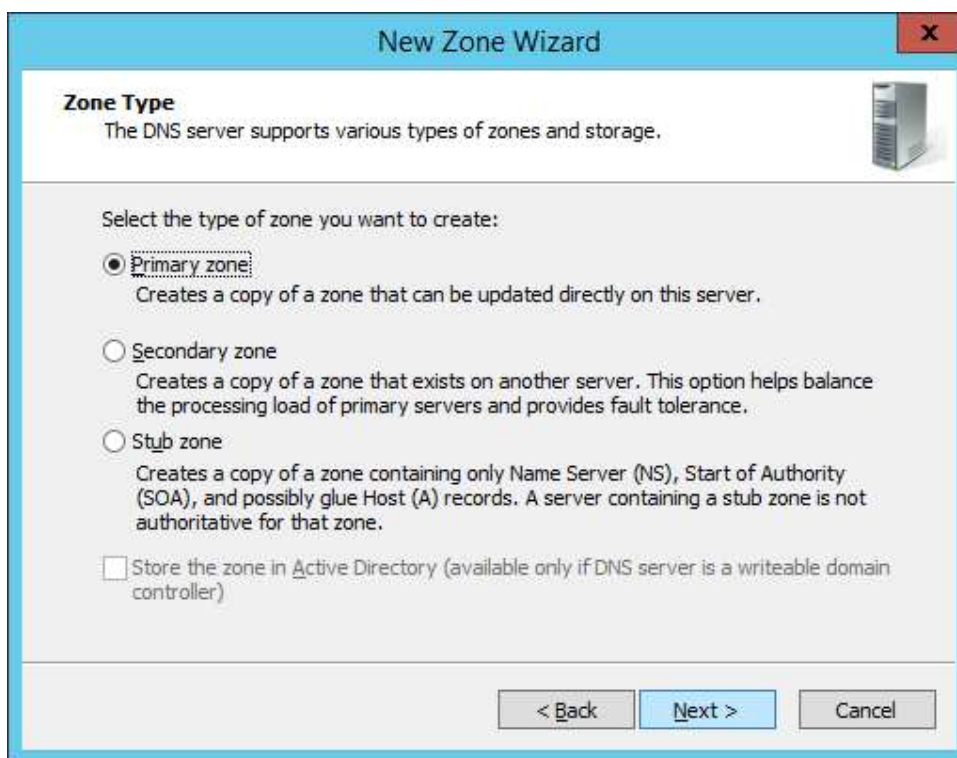 New Zone Wizard
x
Zone Type
The DNS server supports various types of zones and storage.
Select the type of zone you want to create:
Primary zone
Creates a copy of a zone that can be updated directly on this server.
Secondary zone
Creates a copy of a zone that exists on another server. This option helps balance
the processing load of primary servers and provides fault tolerance.
Stub zone
Creates a copy of a zone containing only Name Server (NS), Start of Authority
(SOA), and possibly glue Host (A) records. A server containing a stub zone is not
authoritative for that zone.
Store the zone in Active Directory (available only if DNS server is a writeable domain
controller)
< Back Next > Cancel